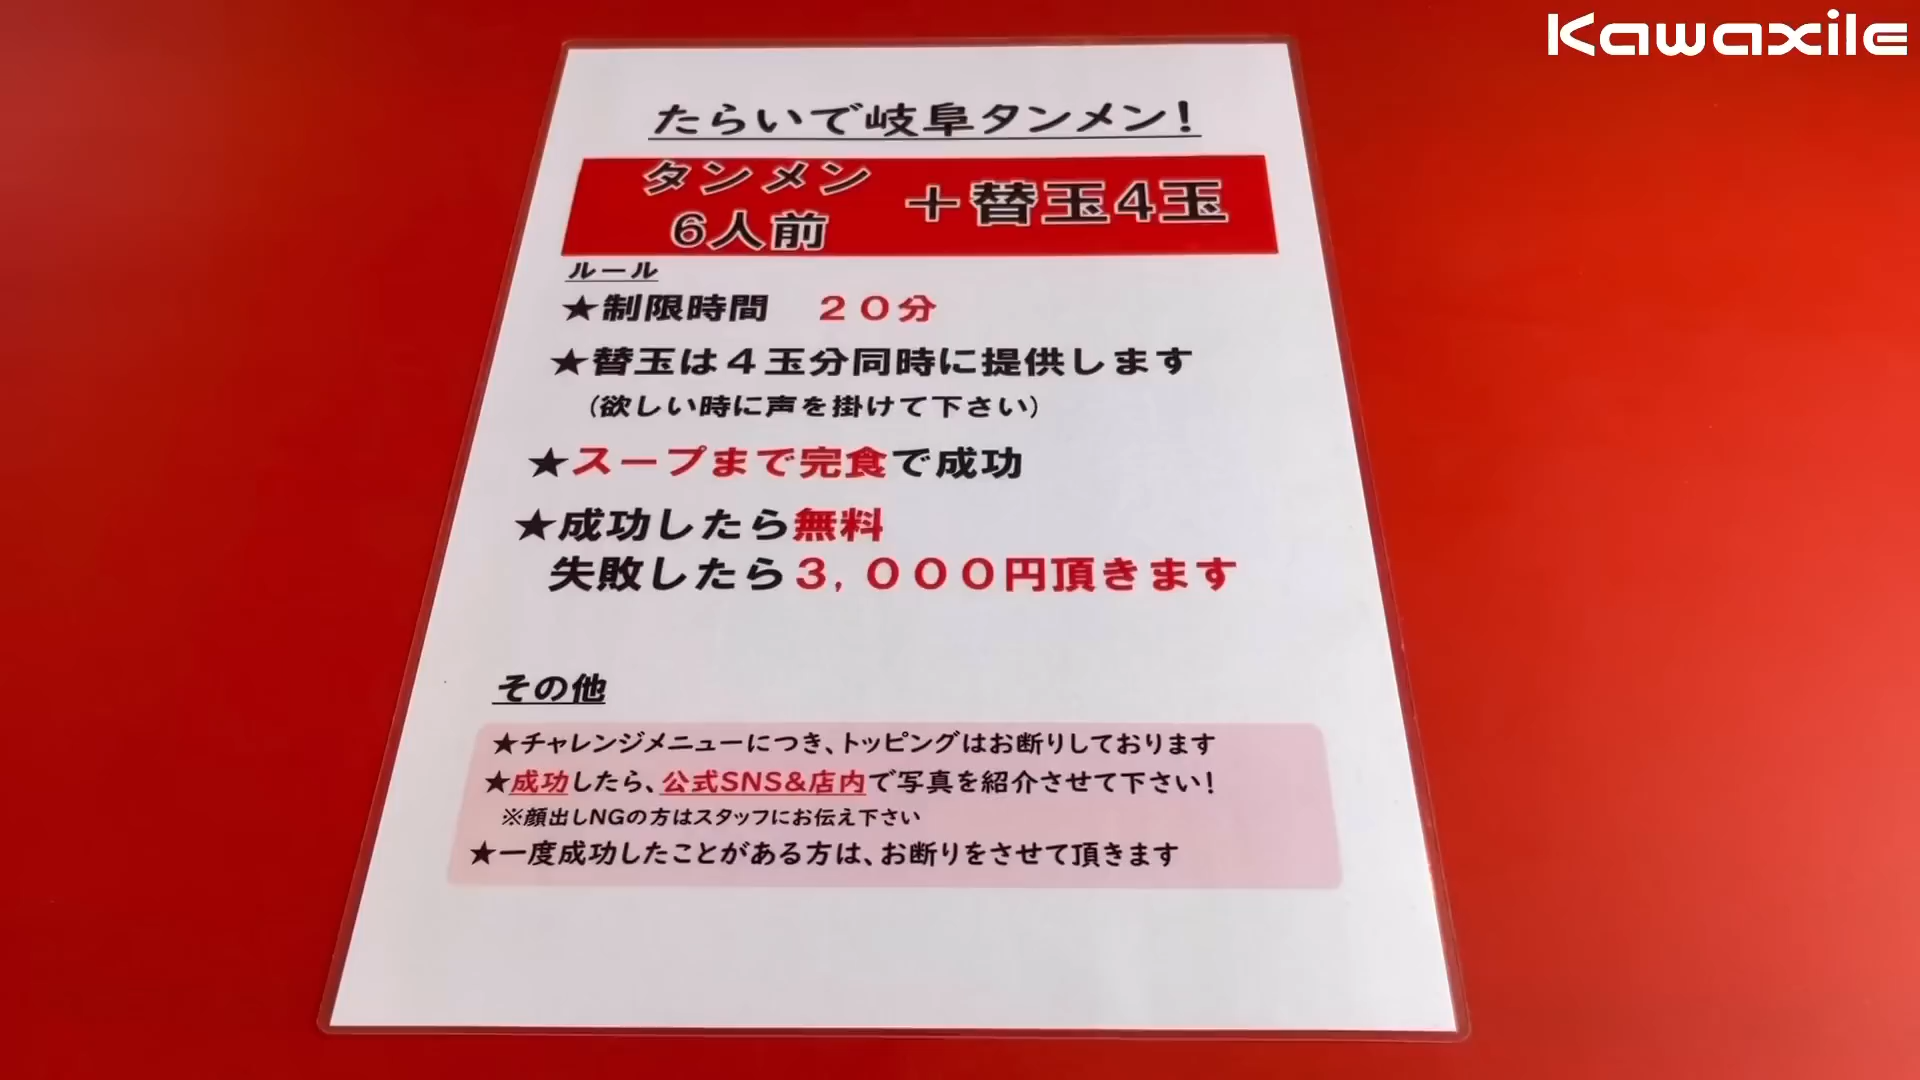 Kawaxile
たらいで岐阜タンメン！
タンメン
6人前
＋替玉4玉
ルール
★制限時間　２０分
★替玉は４玉分同時に提供します
（欲しい時に声を掛けて下さい）
★スープまで完食で成功
★成功したら無料
失敗したら３，０００円頂きます
その他
★チャレンジメニューにつき、トッピングはお断りしております
★成功したら、公式SNS&店内で写真を紹介させて下さい！
※顔出しNGの方はスタッフにお伝え下さい
★一度成功したことがある方は、お断りをさせて頂きます